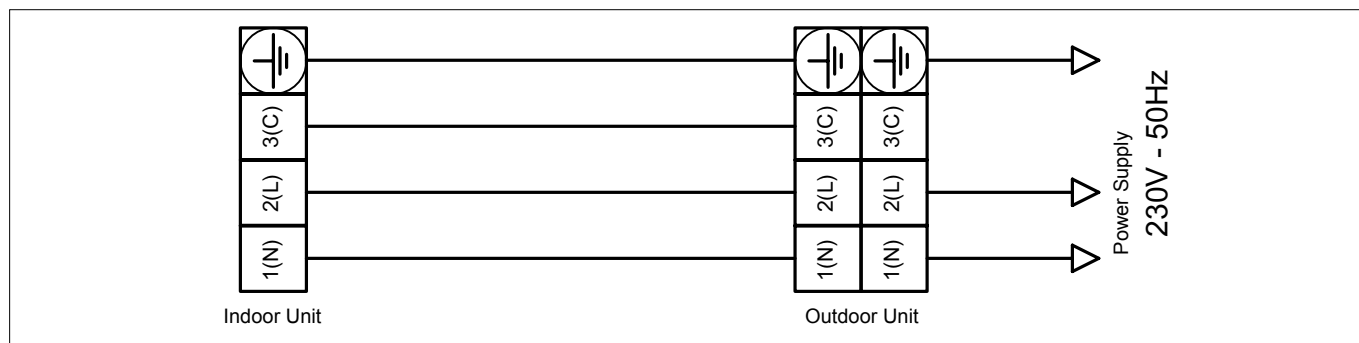 3(C)
3(C)
3(C)
2(L)
2(L)
2(L)
1(N)
1(N)
1(N)
Indoor Unit
Outdoor Unit
Power Supply
230V - 50Hz